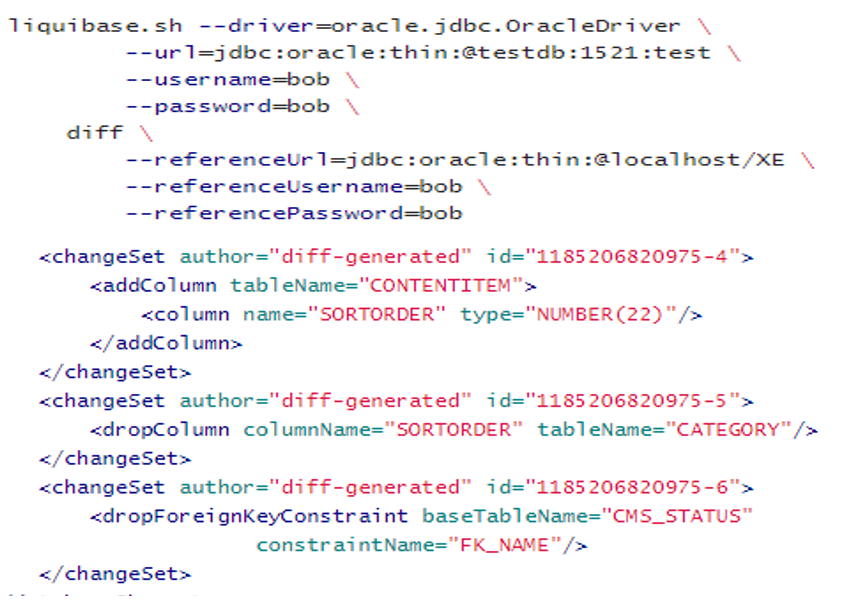 liquibase.sh --driver=oracle.jdbc.OracleDriver \
--url=jdbc:oracle:thin:@testdb:1521:test \
--username=bob \
--password=bob \
diff \
--referenceUrl=jdbc:oracle:thin:@localhost/XE \
--referenceUsername=bob \
--referencePassword=bob
<changeSet author="diff-generated" id="1185206820975-4">
<addColumn tableName="CONTENTITEM">
<column name="SORTORDER" type="NUMBER(22)"/>
</addColumn>
</changeSet>
<changeSet author="diff-generated" id="1185206820975-5">
<dropColumn columnName="SORTORDER" tableName="CATEGORY"/>
</changeSet>
<changeSet author="diff-generated" id="1185206820975-6">
<dropForeignKeyConstraint baseTableName="CMS_STATUS"
constraintName="FK_NAME"/>
</changeSet>